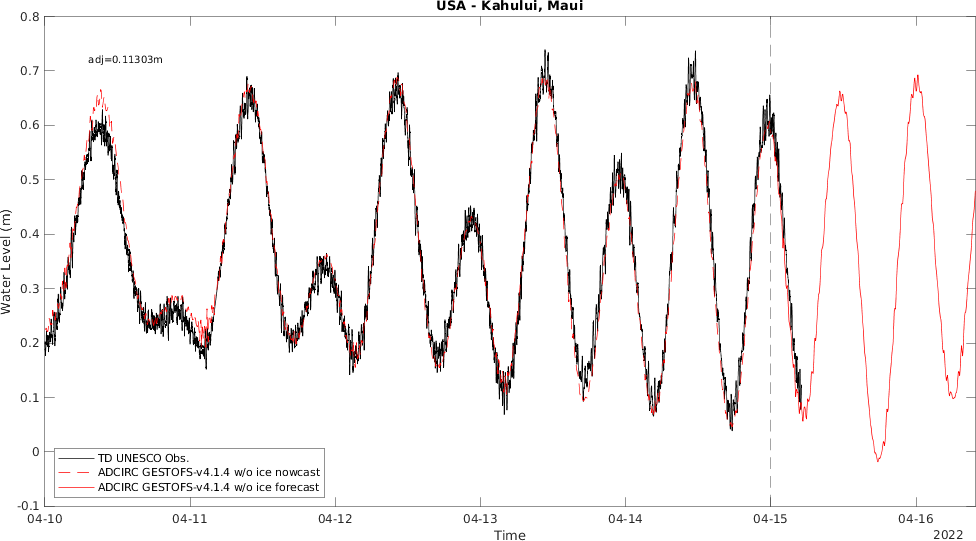 USA - Kahului, Maui
adj=0.11303m
Water Level (m)
0.8
0.7
0.6
0.5
0.4
0.3
0.2
0.1
0
-0.1
TD UNESCO Obs.
ADCIRC GESTOFS-v4.1.4 w/o ice nowcast
ADCIRC GESTOFS-v4.1.4 w/o ice forecast
04-10 04-11 04-12 04-13 04-14 04-15 04-16
Time
2022